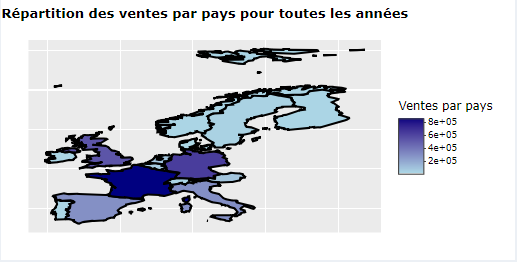 Répartition des ventes par pays pour toutes les années
Ventes par pays
8e+05
6e+05
4e+05
2e+05